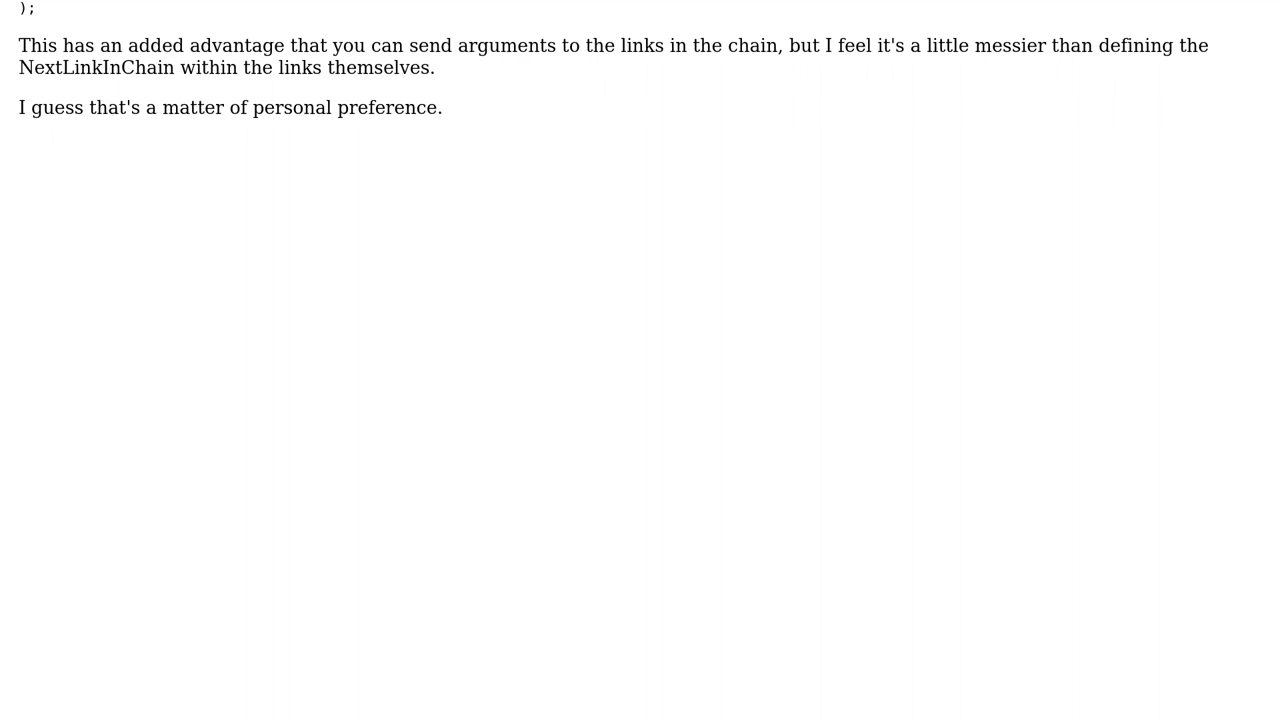 );
This has an added advantage that you can send arguments to the links in the chain, but I feel it's a little messier than defining the
NextLinkInChain within the links themselves.
I guess that's a matter of personal preference.